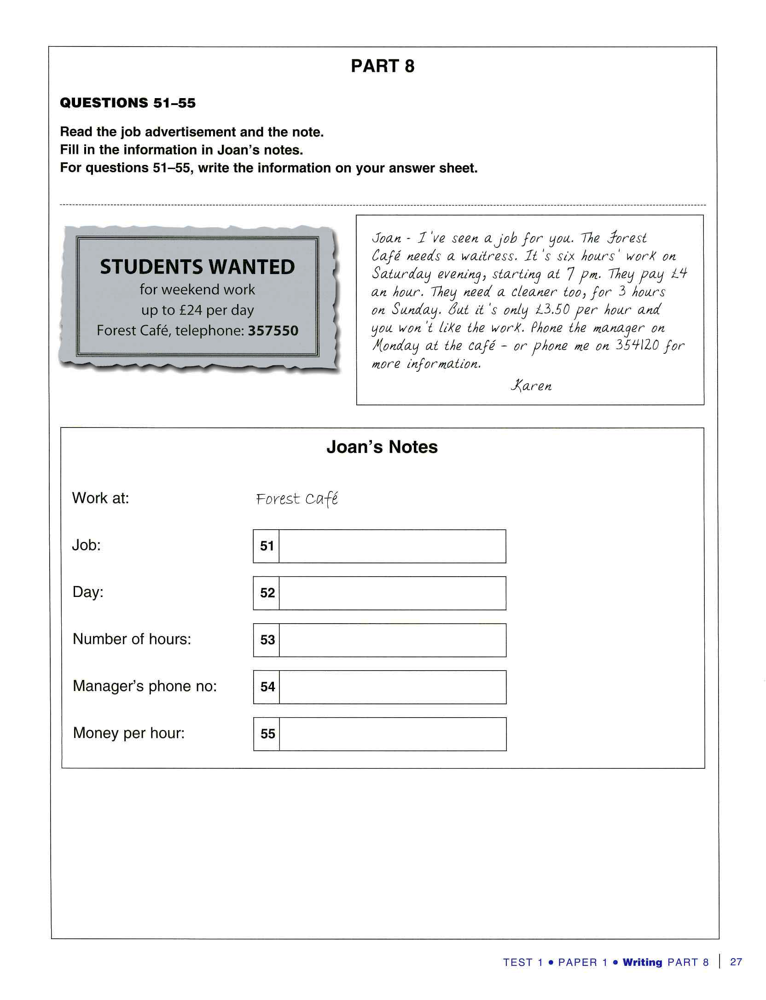 PART 8
QUESTIONS 51–55
Read the job advertisement and the note.
Fill in the information in Joan's notes.
For questions 51–55, write the information on your answer sheet.
STUDENTS WANTED
for weekend work
up to £24 per day
Forest Café, telephone: 357550
Joan - I've seen a job for you. The Forest
Café needs a waitress. It's six hours' work on
Saturday evening, starting at 7 pm. They pay £4
an hour. They need a cleaner too, for 3 hours
on Sunday. But it's only £3.50 per hour and
you won't like the work. Phone the manager on
Monday at the café – or phone me on 354120 for
more information.
Karen
Joan's Notes
Work at: Forest Café
Job: 51
Day: 52
Number of hours: 53
Manager's phone no: 54
Money per hour: 55
TEST 1 • PAPER 1 • Writing PART 8 | 27